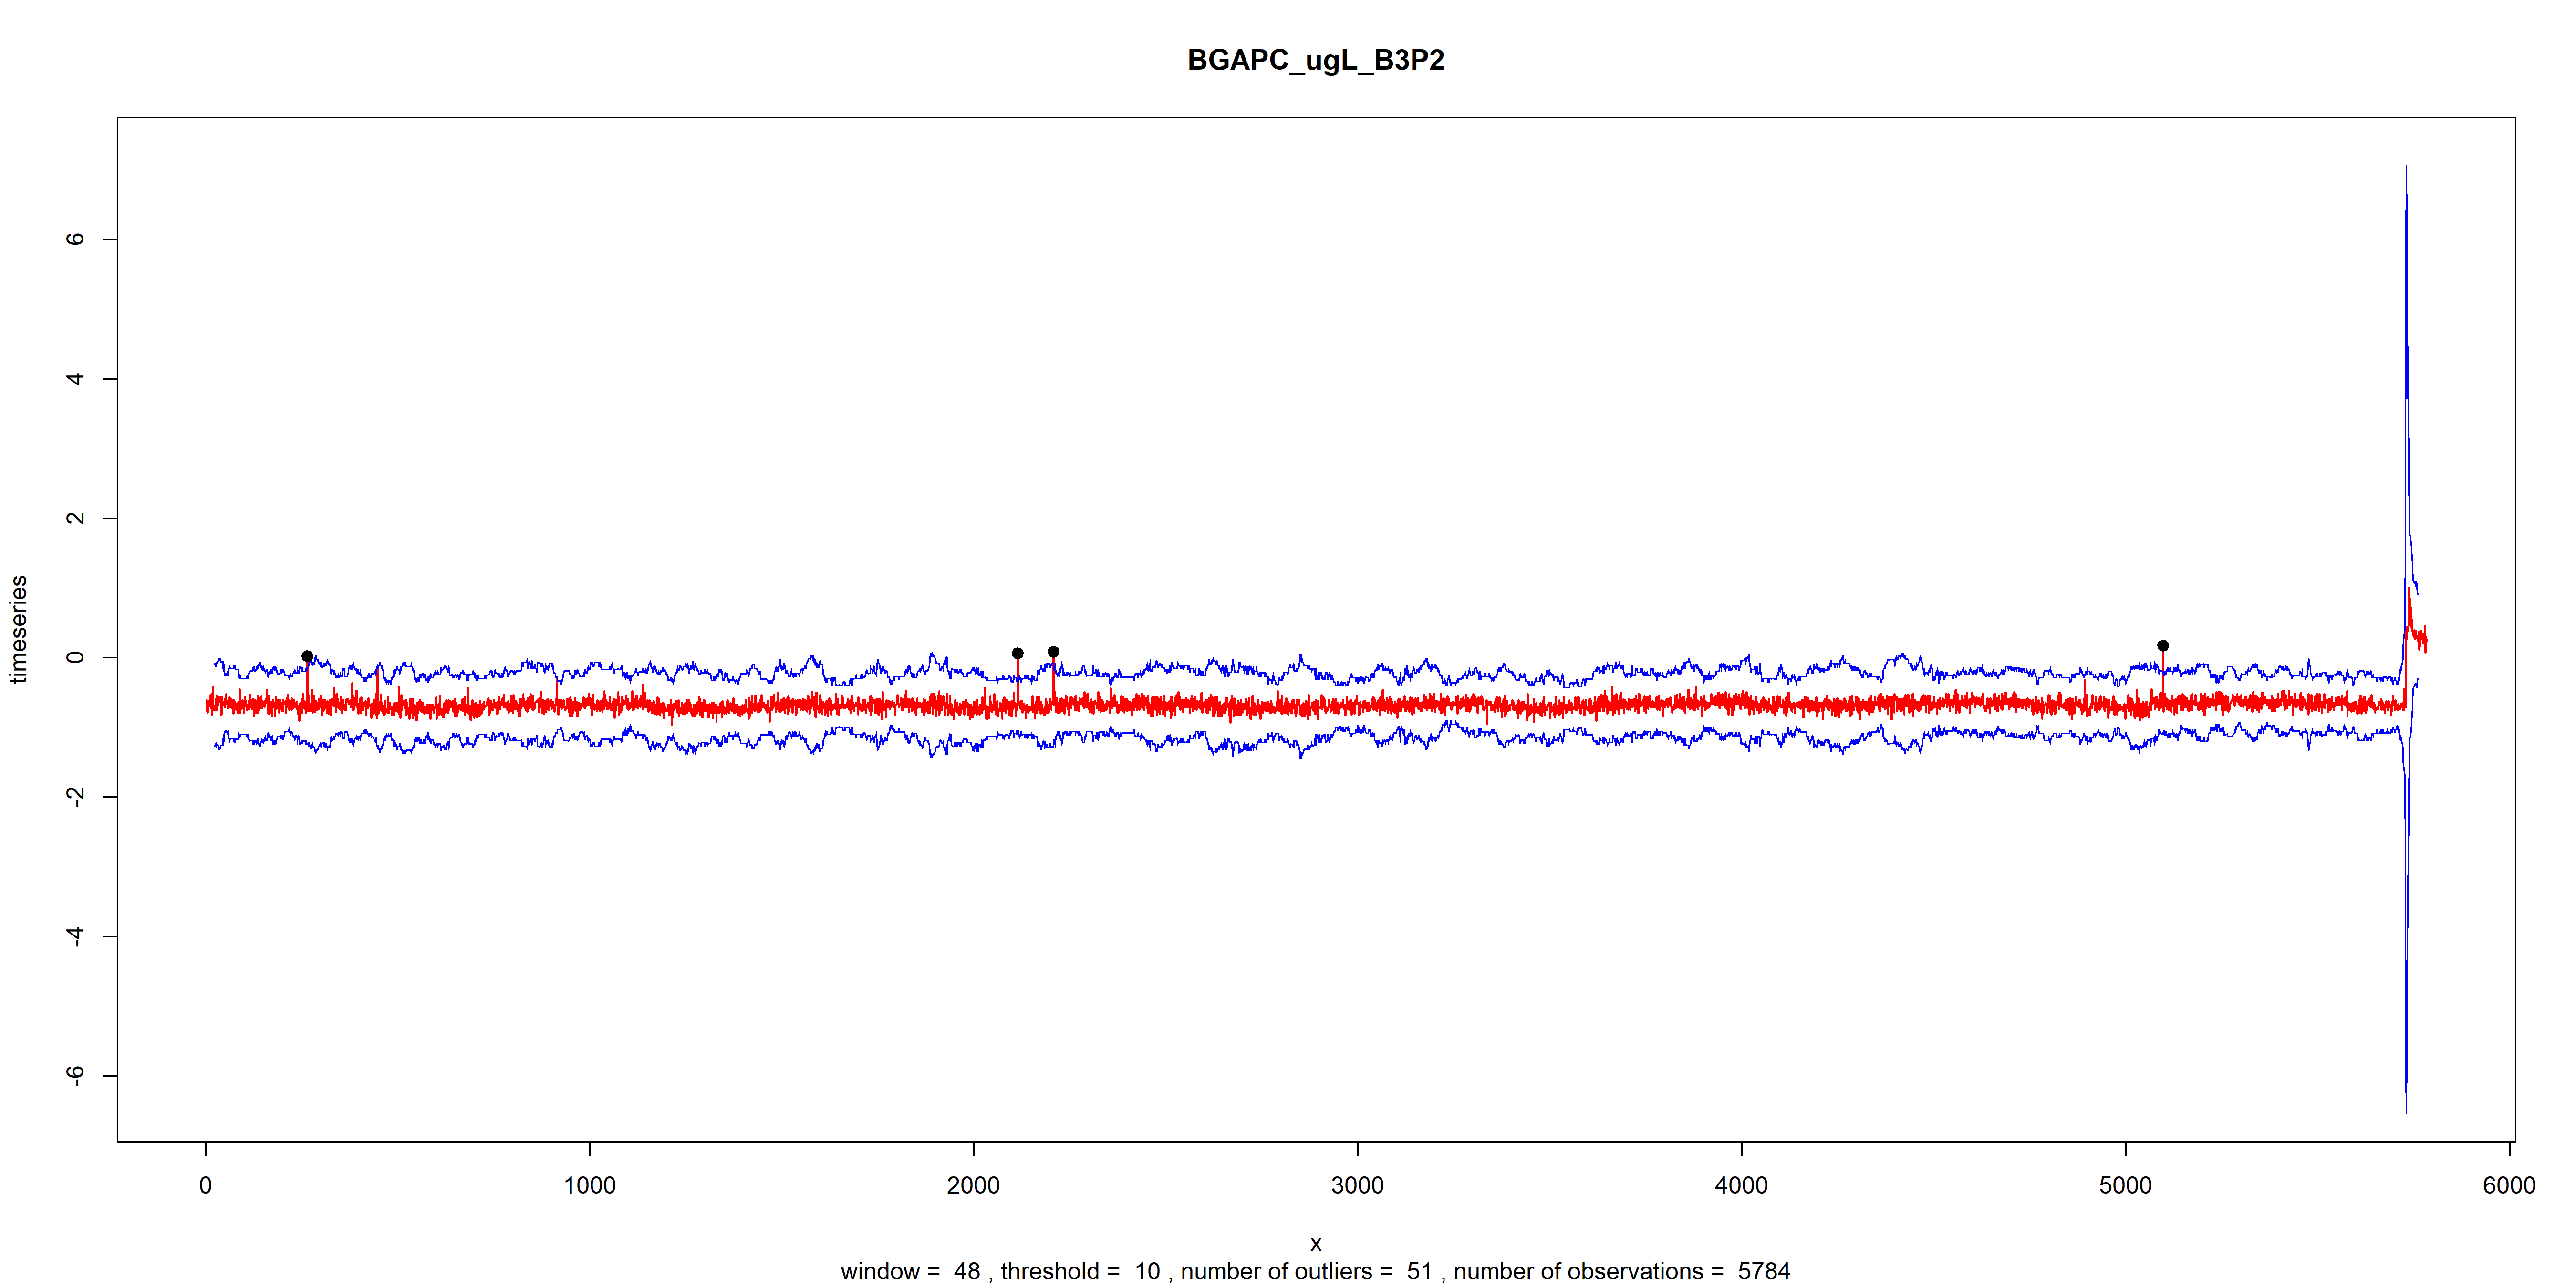 BGAPC_ugL_B3P2
timeseries
6
4
2
0
-2
-4
-6
0 1000 2000 3000 4000 5000 6000
x
window = 48 , threshold = 10 , number of outliers = 51 , number of observations = 5784